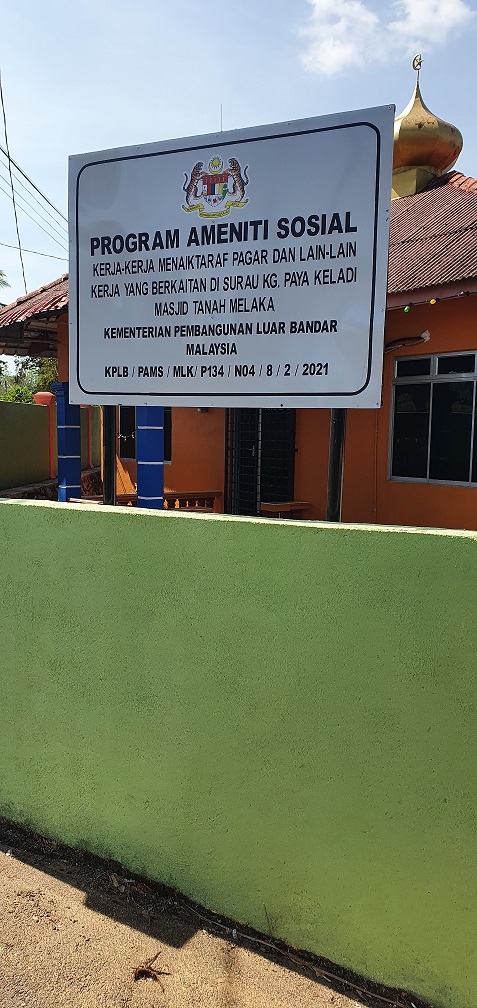 PROGRAM AMENITI SOSIAL
KERJA-KERJA MENAIKTARAF PAGAR DAN LAIN-LAIN
KERJA YANG BERKAITAN DI SURAU KG. PAYA KELADI
MASJID TANAH MELAKA
KEMENTERIAN PEMBANGUNAN LUAR BANDAR
MALAYSIA
KPLB / PAMS / MLK/ P134 / N04 / 8 / 2 / 2021